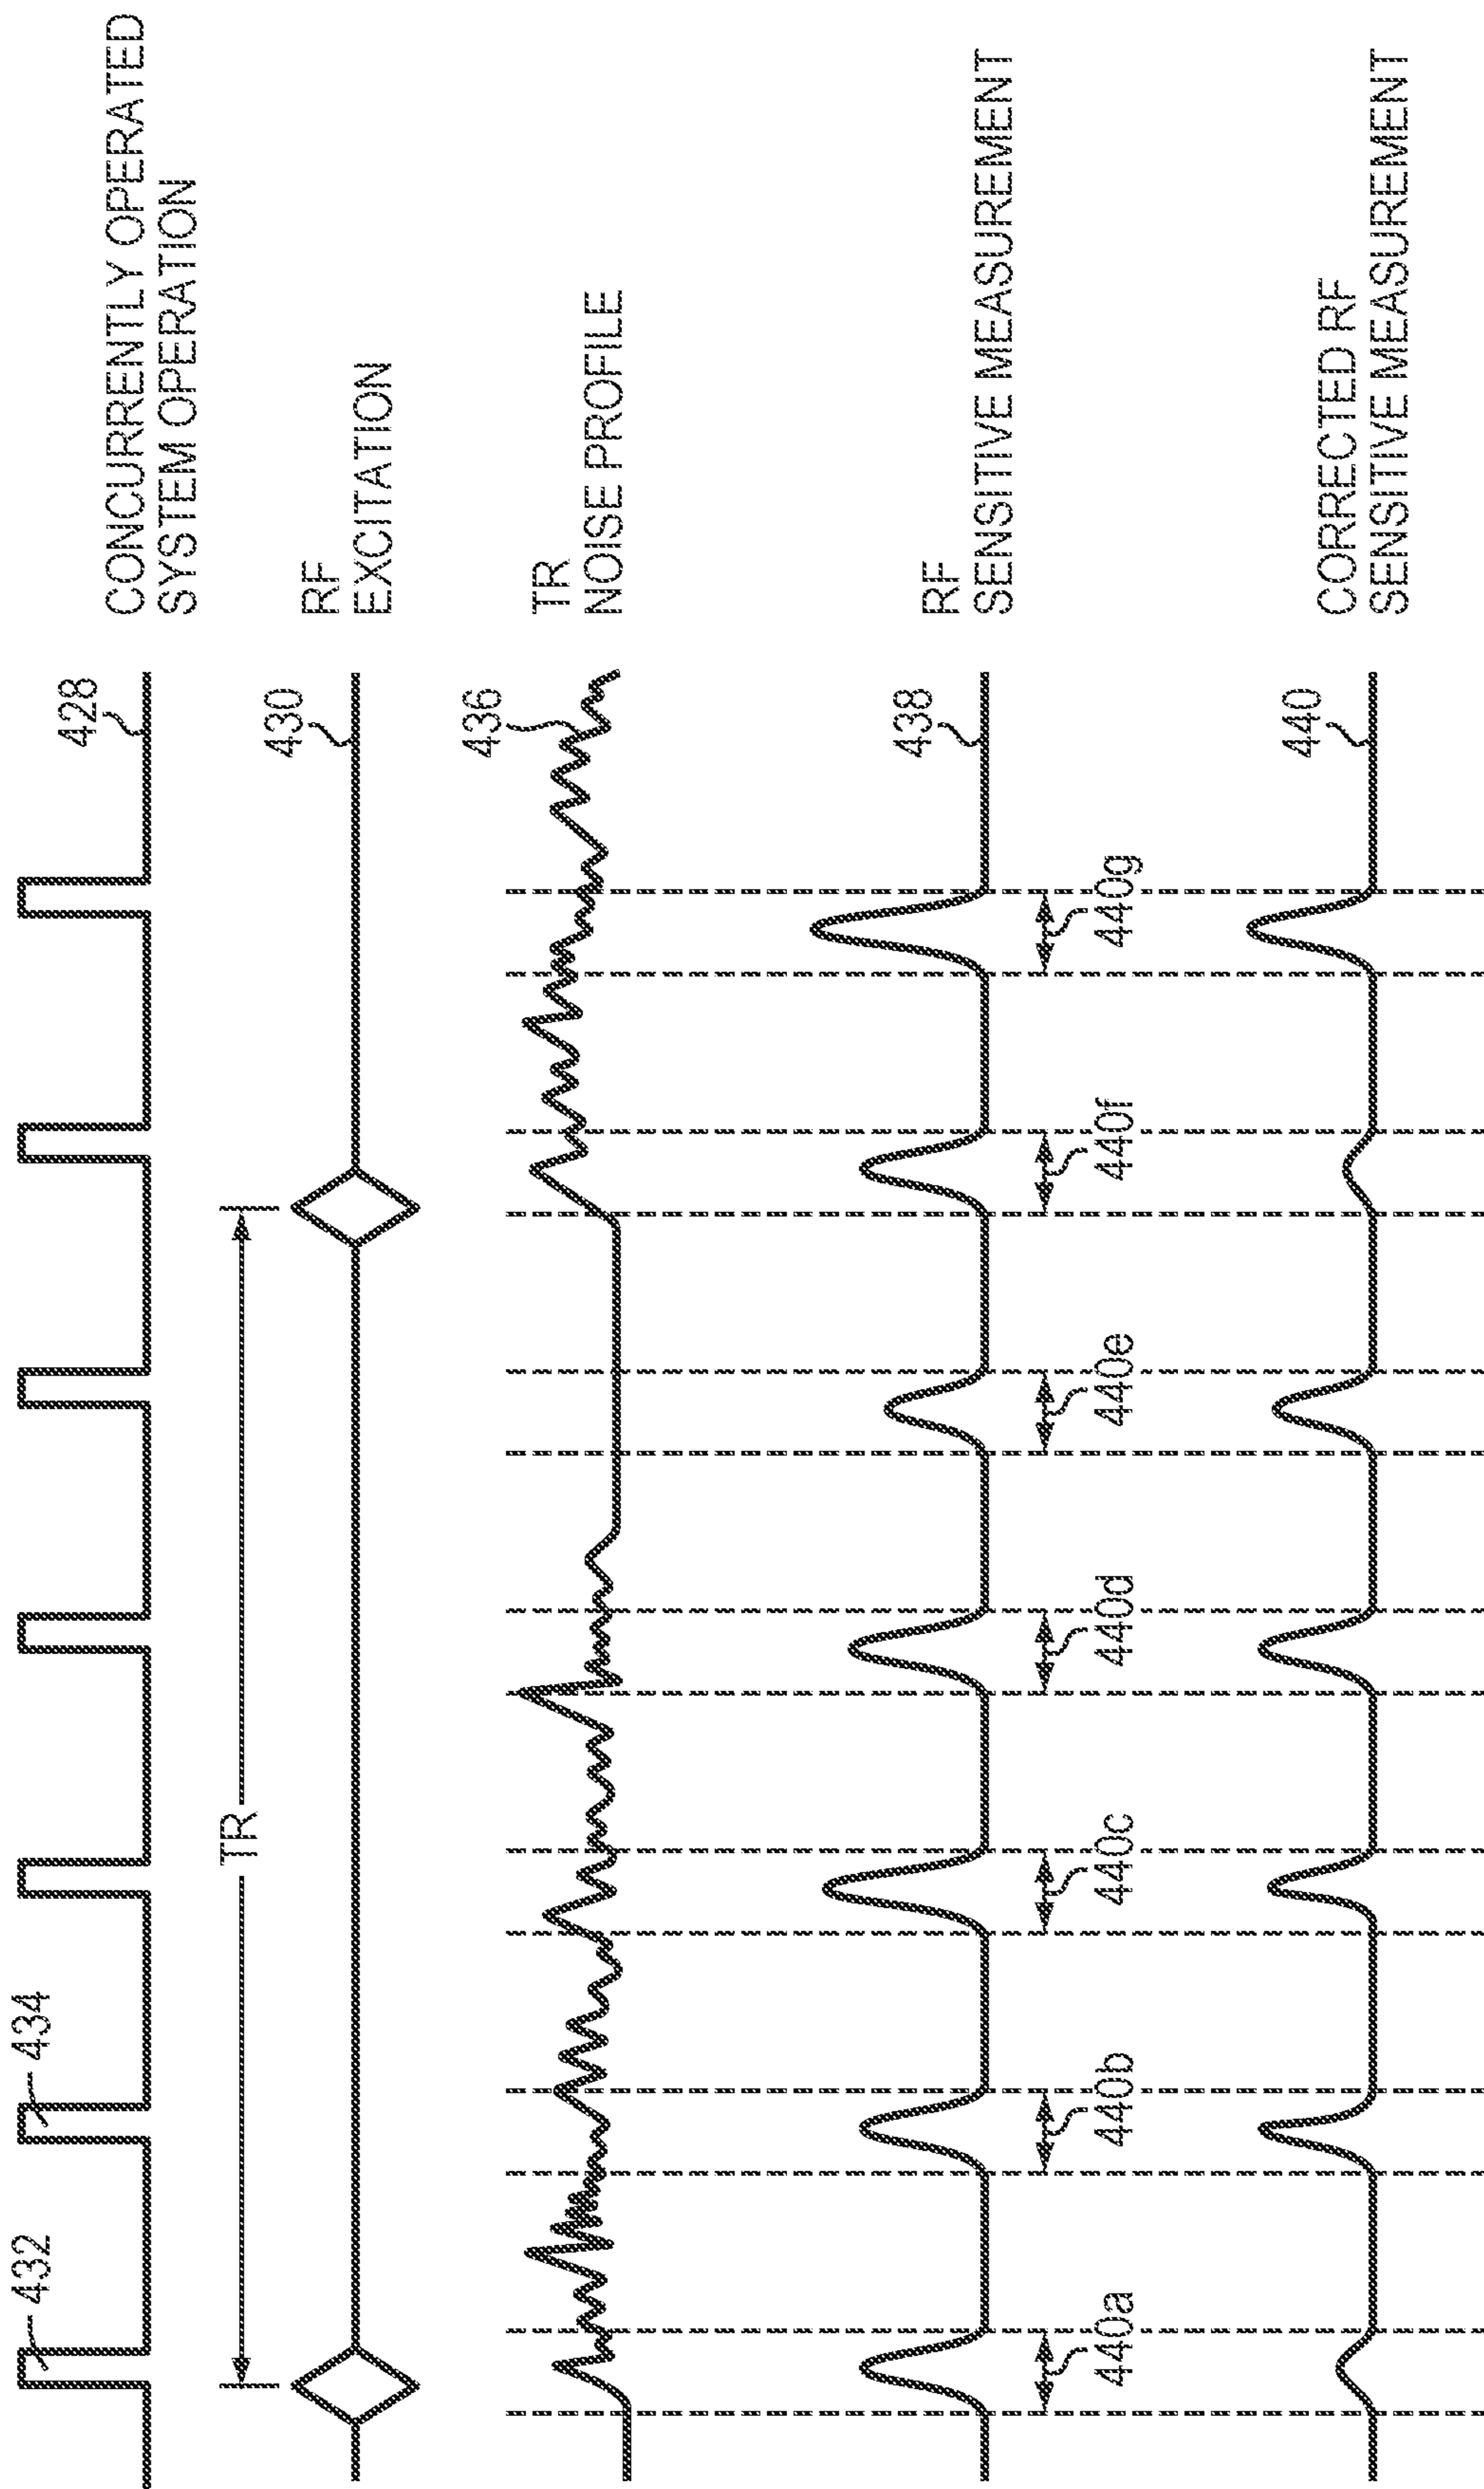 432
434
428
CONCURRENTLY OPERATED
SYSTEM OPERATION
TR
430
RF
EXCITATION
436
TR
NOISE PROFILE
438
RF
SENSITIVE MEASUREMENT
440a
440b
440c
440d
440e
440f
440g
440
CORRECTED RF
SENSITIVE MEASUREMENT